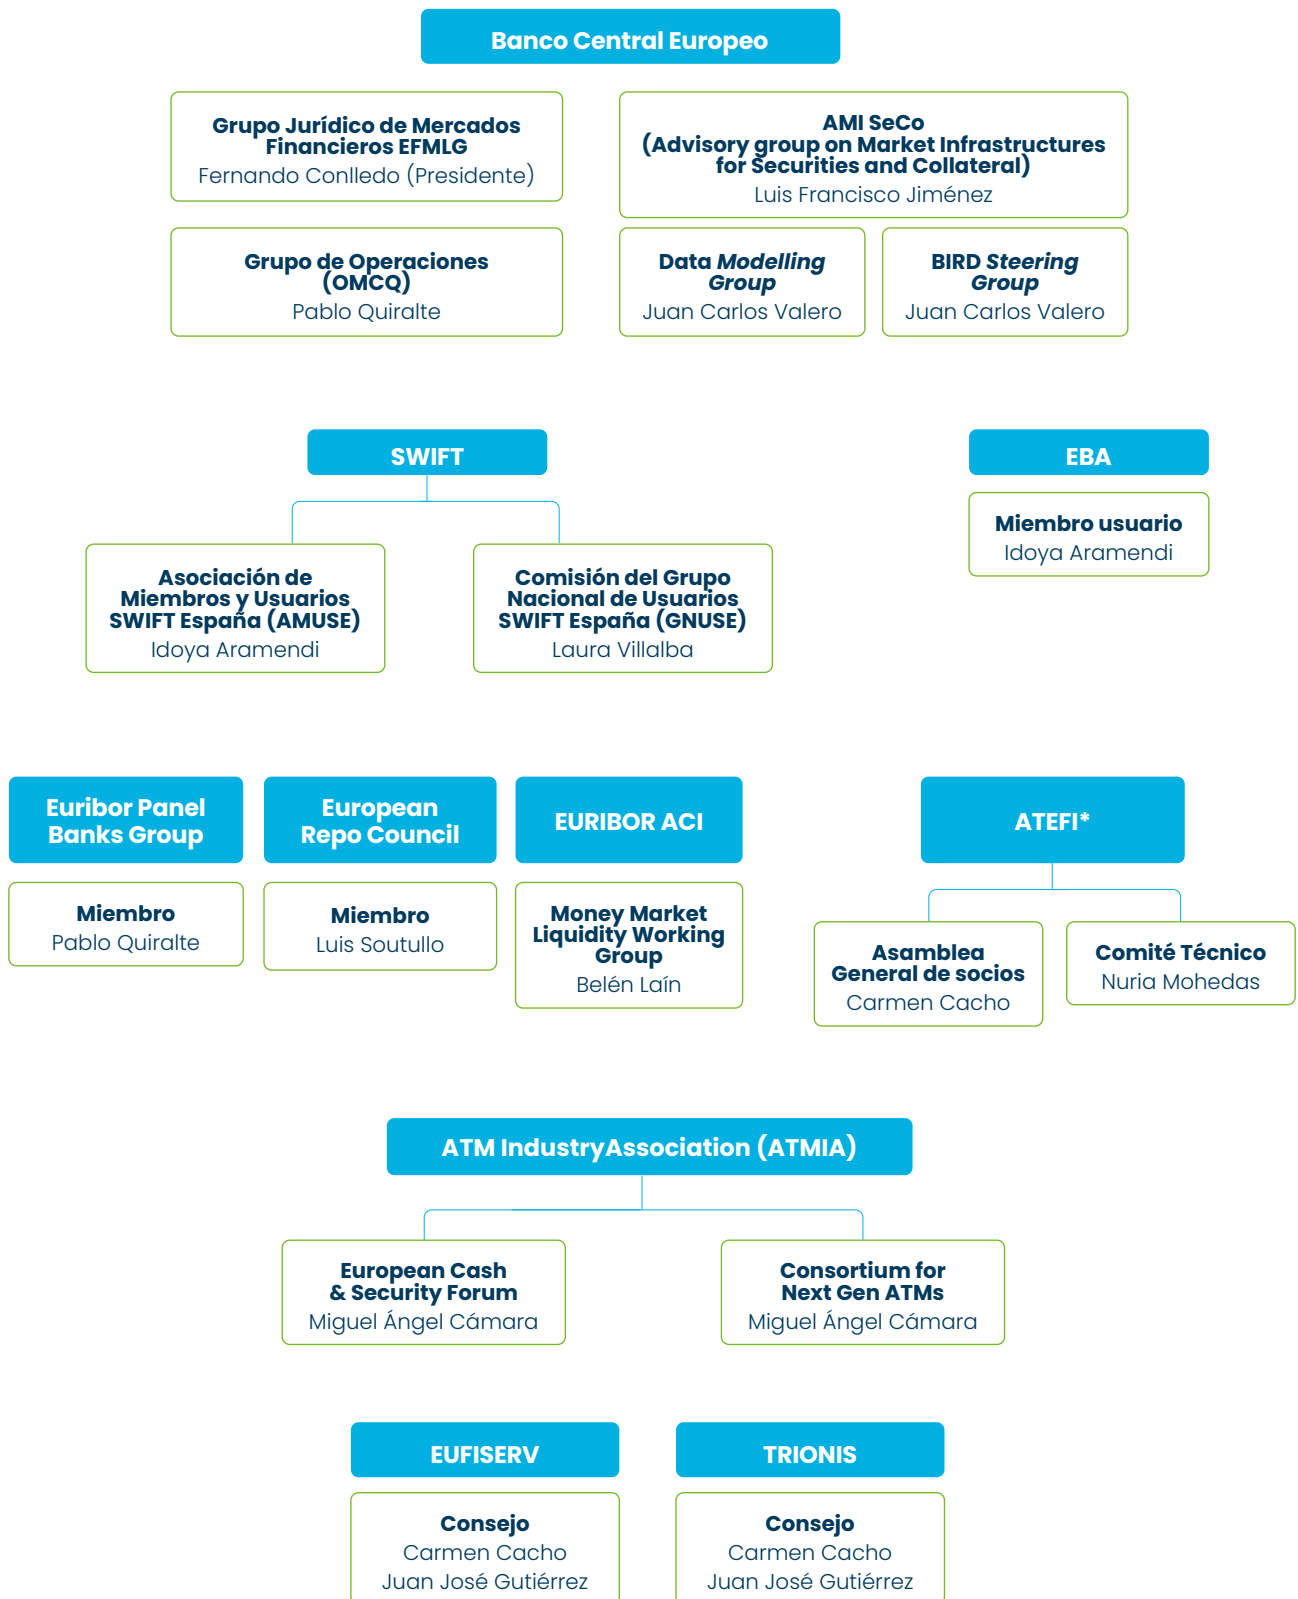 Banco Central Europeo
Grupo Jurídico de Mercados
Financieros EFMLG
Fernando Conlledo (Presidente)
AMI SeCo
(Advisory group on Market Infrastructures
for Securities and Collateral)
Luis Francisco Jiménez
Grupo de Operaciones
(OMCQ)
Pablo Quiralte
Data Modelling
Group
Juan Carlos Valero
BIRD Steering
Group
Juan Carlos Valero
SWIFT
Asociación de
Miembros y Usuarios
SWIFT España (AMUSE)
Idoya Aramendi
Comisión del Grupo
Nacional de Usuarios
SWIFT España (GNUSE)
Laura Villalba
EBA
Miembro usuario
Idoya Aramendi
Euribor Panel
Banks Group
Miembro
Pablo Quiralte
European
Repo Council
Miembro
Luis Soutullo
EURIBOR ACI
Money Market
Liquidity Working
Group
Belén Laín
ATEFI*
Asamblea
General de socios
Carmen Cacho
Comité Técnico
Nuria Mohedas
ATM IndustryAssociation (ATMIA)
European Cash
& Security Forum
Miguel Ángel Cámara
Consortium for
Next Gen ATMs
Miguel Ángel Cámara
EUFISERV
Consejo
Carmen Cacho
Juan José Gutiérrez
TRIONIS
Consejo
Carmen Cacho
Juan José Gutiérrez